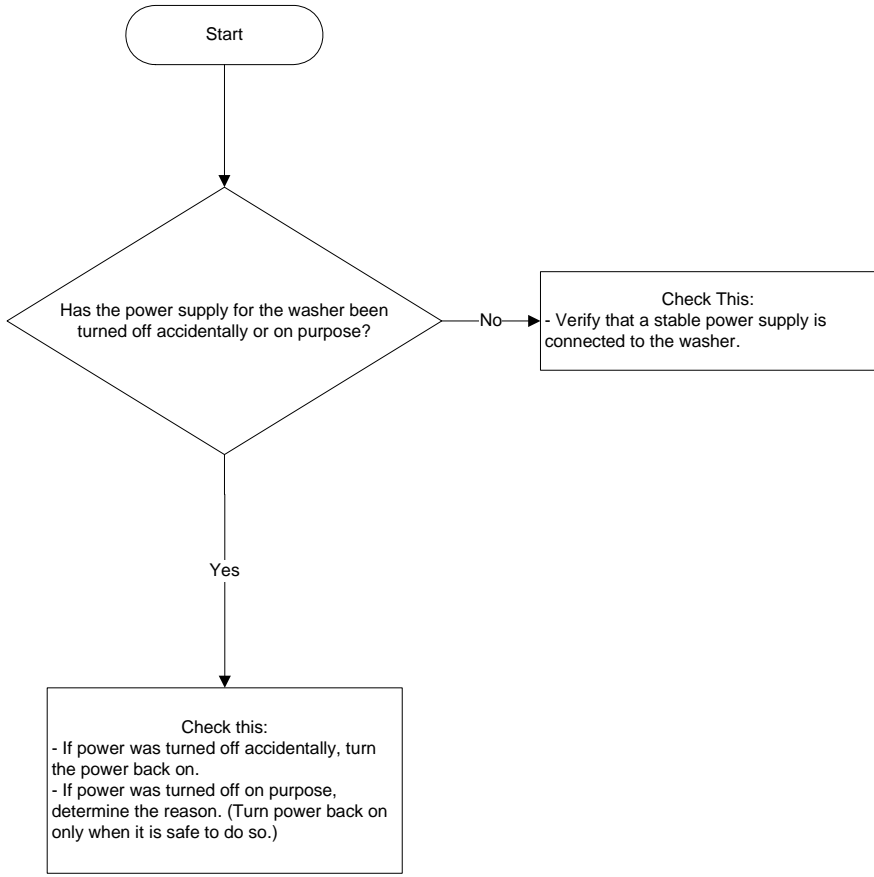 Start
Has the power supply for the washer been
turned off accidentally or on purpose?
No
Check This:
- Verify that a stable power supply is
connected to the washer.
Yes
Check this:
- If power was turned off accidentally, turn
the power back on.
- If power was turned off on purpose,
determine the reason. (Turn power back on
only when it is safe to do so.)